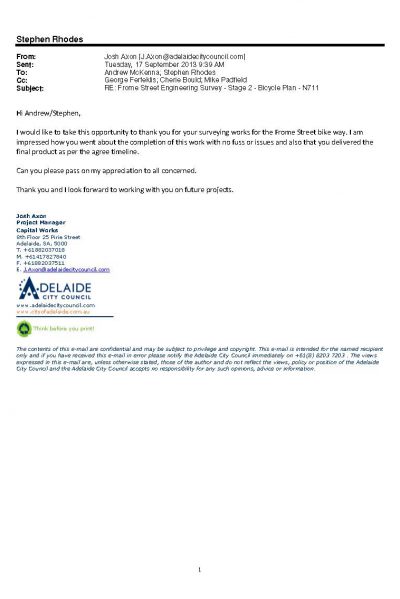 Stephen Rhodes
From: Josh Axon [J.Axon@adelaidecitycouncil.com]
Sent: Tuesday, 17 September 2013 9:39 AM
To: Andrew McKenna; Stephen Rhodes
Cc: George Ferfeklis; Cherie Bould; Mike Padfield
Subject: RE: Frome Street Engineering Survey - Stage 2 - Bicycle Plan - N711
Hi Andrew/Stephen,
I would like to take this opportunity to thank you for your surveying works for the Frome Street bike way. I am
impressed how you went about the completion of this work with no fuss or issues and also that you delivered the
final product as per the agree timeline.
Can you please pass on my appreciation to all concerned.
Thank you and I look forward to working with you on future projects.
Josh Axon
Project Manager
Capital Works
8th Floor 25 Pirie Street
Adelaide, SA, 5000
T. +61882037018
M. +61417827840
F. +61882037511
E. J.Axon@adelaidecitycouncil.com
ADELAIDE
CITY COUNCIL
www.adelaidecitycouncil.com
www.cityofadelaide.com.au
Think before you print!
The contents of this e-mail are confidential and may be subject to privilege and copyright. This e-mail is intended for the named recipient
only and if you have received this e-mail in error please notify the Adelaide City Council immediately on +61(8) 8203 7203 . The views
expressed in this e-mail are, unless otherwise stated, those of the author and do not reflect the views, policy or position of the Adelaide
City Council and the Adelaide City Council accepts no responsibility for any such opinions, advice or information.
1